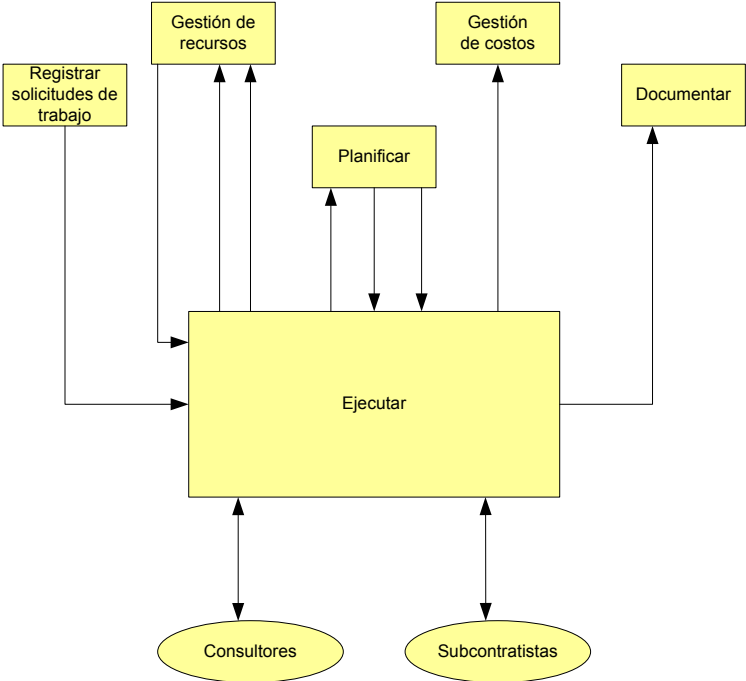 Gestión de
recursos
Gestión
de costos
Registrar
solicitudes de
trabajo
Documentar
Planificar
Ejecutar
Consultores
Subcontratistas